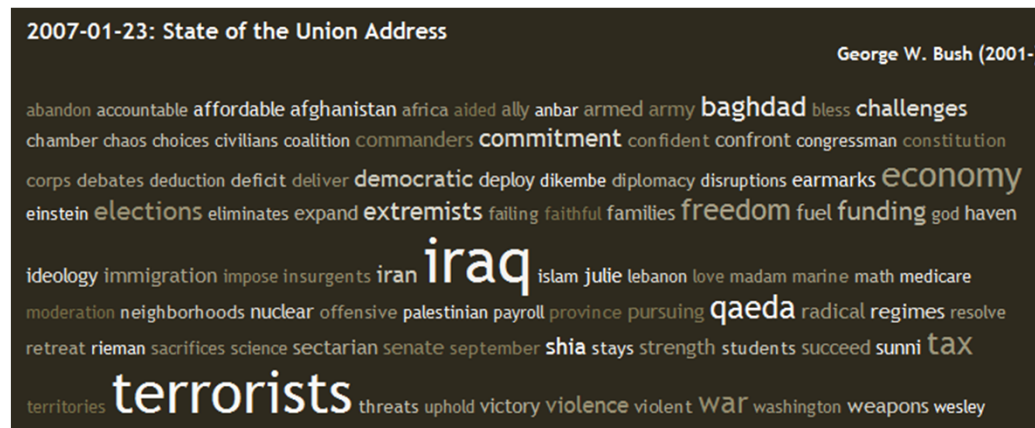 2007-01-23: State of the Union Address
George W. Bush (2001-
abandon accountable affordable afghanistan africa aided ally anbar armed army baghdad bless challenges
chamber chaos choices civilians coalition commanders commitment confident confront congressman constitution
corps debates deduction deficit deliver democratic deploy dikembe diplomacy disruptions earmarks economy
einstein elections eliminates expand extremists failing faithful families freedom fuel funding god haven
ideology immigration impose insurgents iran iraq islam julie lebanon love madam marine math medicare
moderation neighborhoods nuclear offensive palestinian payroll province pursuing qaeda radical regimes resolve
retreat rieman sacrifices science sectarian senate september shia stays strength students succeed sunni tax
territories terrorists threats uphold victory violence violent war washington weapons wesley